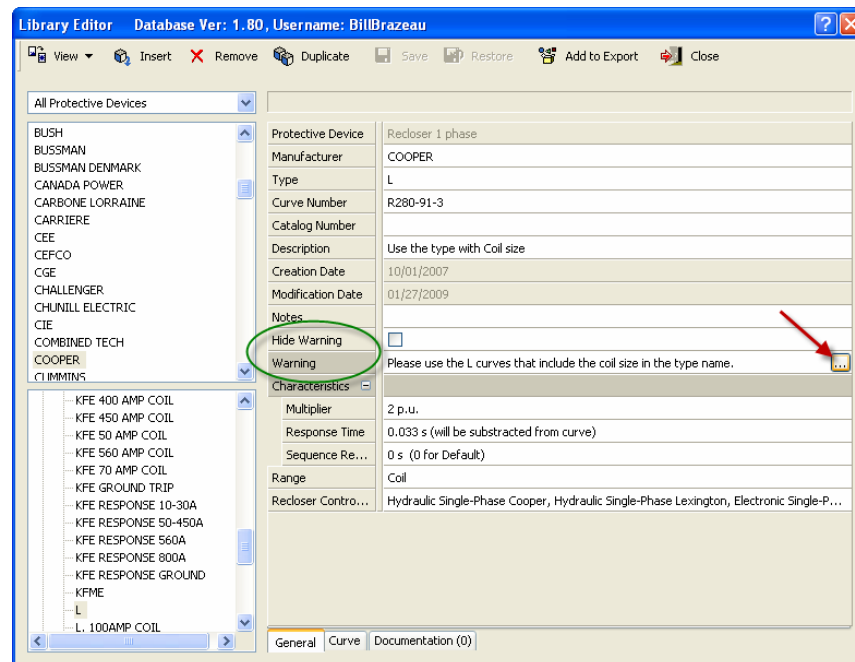 Library Editor Database Ver: 1.80, Username: BillBrazeau
View Insert Remove Duplicate Save Restore Add to Export Close
All Protective Devices
BUSH
BUSSMAN
BUSSMAN DENMARK
CANADA POWER
CARBONE LORRAINE
CARRIERE
CEE
CEFCO
CGE
CHALLENGER
CHUNILL ELECTRIC
CIE
COMBINED TECH
COOPER
CUMMINS
KFE 400 AMP COIL
KFE 450 AMP COIL
KFE 50 AMP COIL
KFE 560 AMP COIL
KFE 70 AMP COIL
KFE GROUND TRIP
KFE RESPONSE 10-30A
KFE RESPONSE 50-450A
KFE RESPONSE 560A
KFE RESPONSE 800A
KFE RESPONSE GROUND
KFME
L
L. 100AMP COIL
Protective Device Recloser 1 phase
Manufacturer COOPER
Type L
Curve Number R280-91-3
Catalog Number
Description Use the type with Coil size
Creation Date 10/01/2007
Modification Date 01/27/2009
Notes
Hide Warning
Warning Please use the L curves that include the coil size in the type name. ...
Characteristics
Multiplier 2 p.u.
Response Time 0.033 s (will be substracted from curve)
Sequence Re... 0 s (0 for Default)
Range Coil
Recloser Contro... Hydraulic Single-Phase Cooper, Hydraulic Single-Phase Lexington, Electronic Single-P...
General Curve Documentation (0)